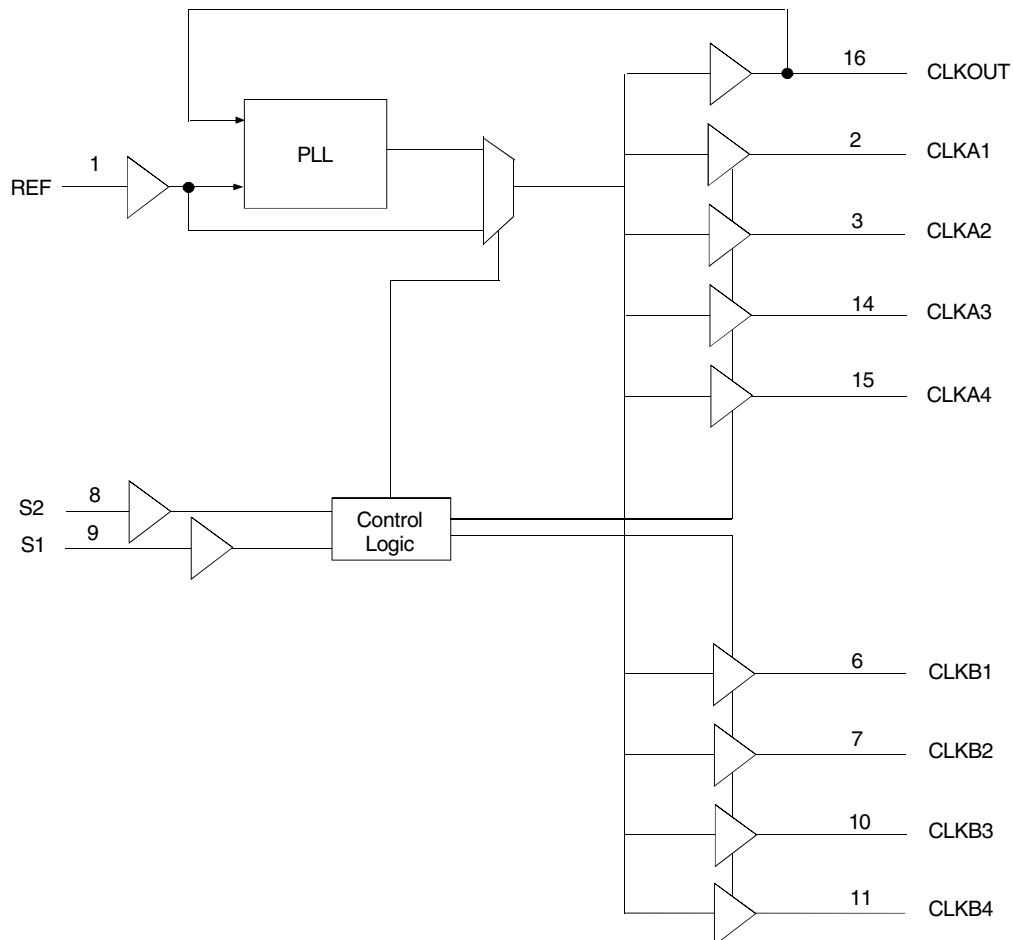 16 CLKOUT
PLL
1
REF
2 CLKA1
3 CLKA2
14 CLKA3
15 CLKA4
S2 8
S1 9
Control
Logic
6 CLKB1
7 CLKB2
10 CLKB3
11 CLKB4